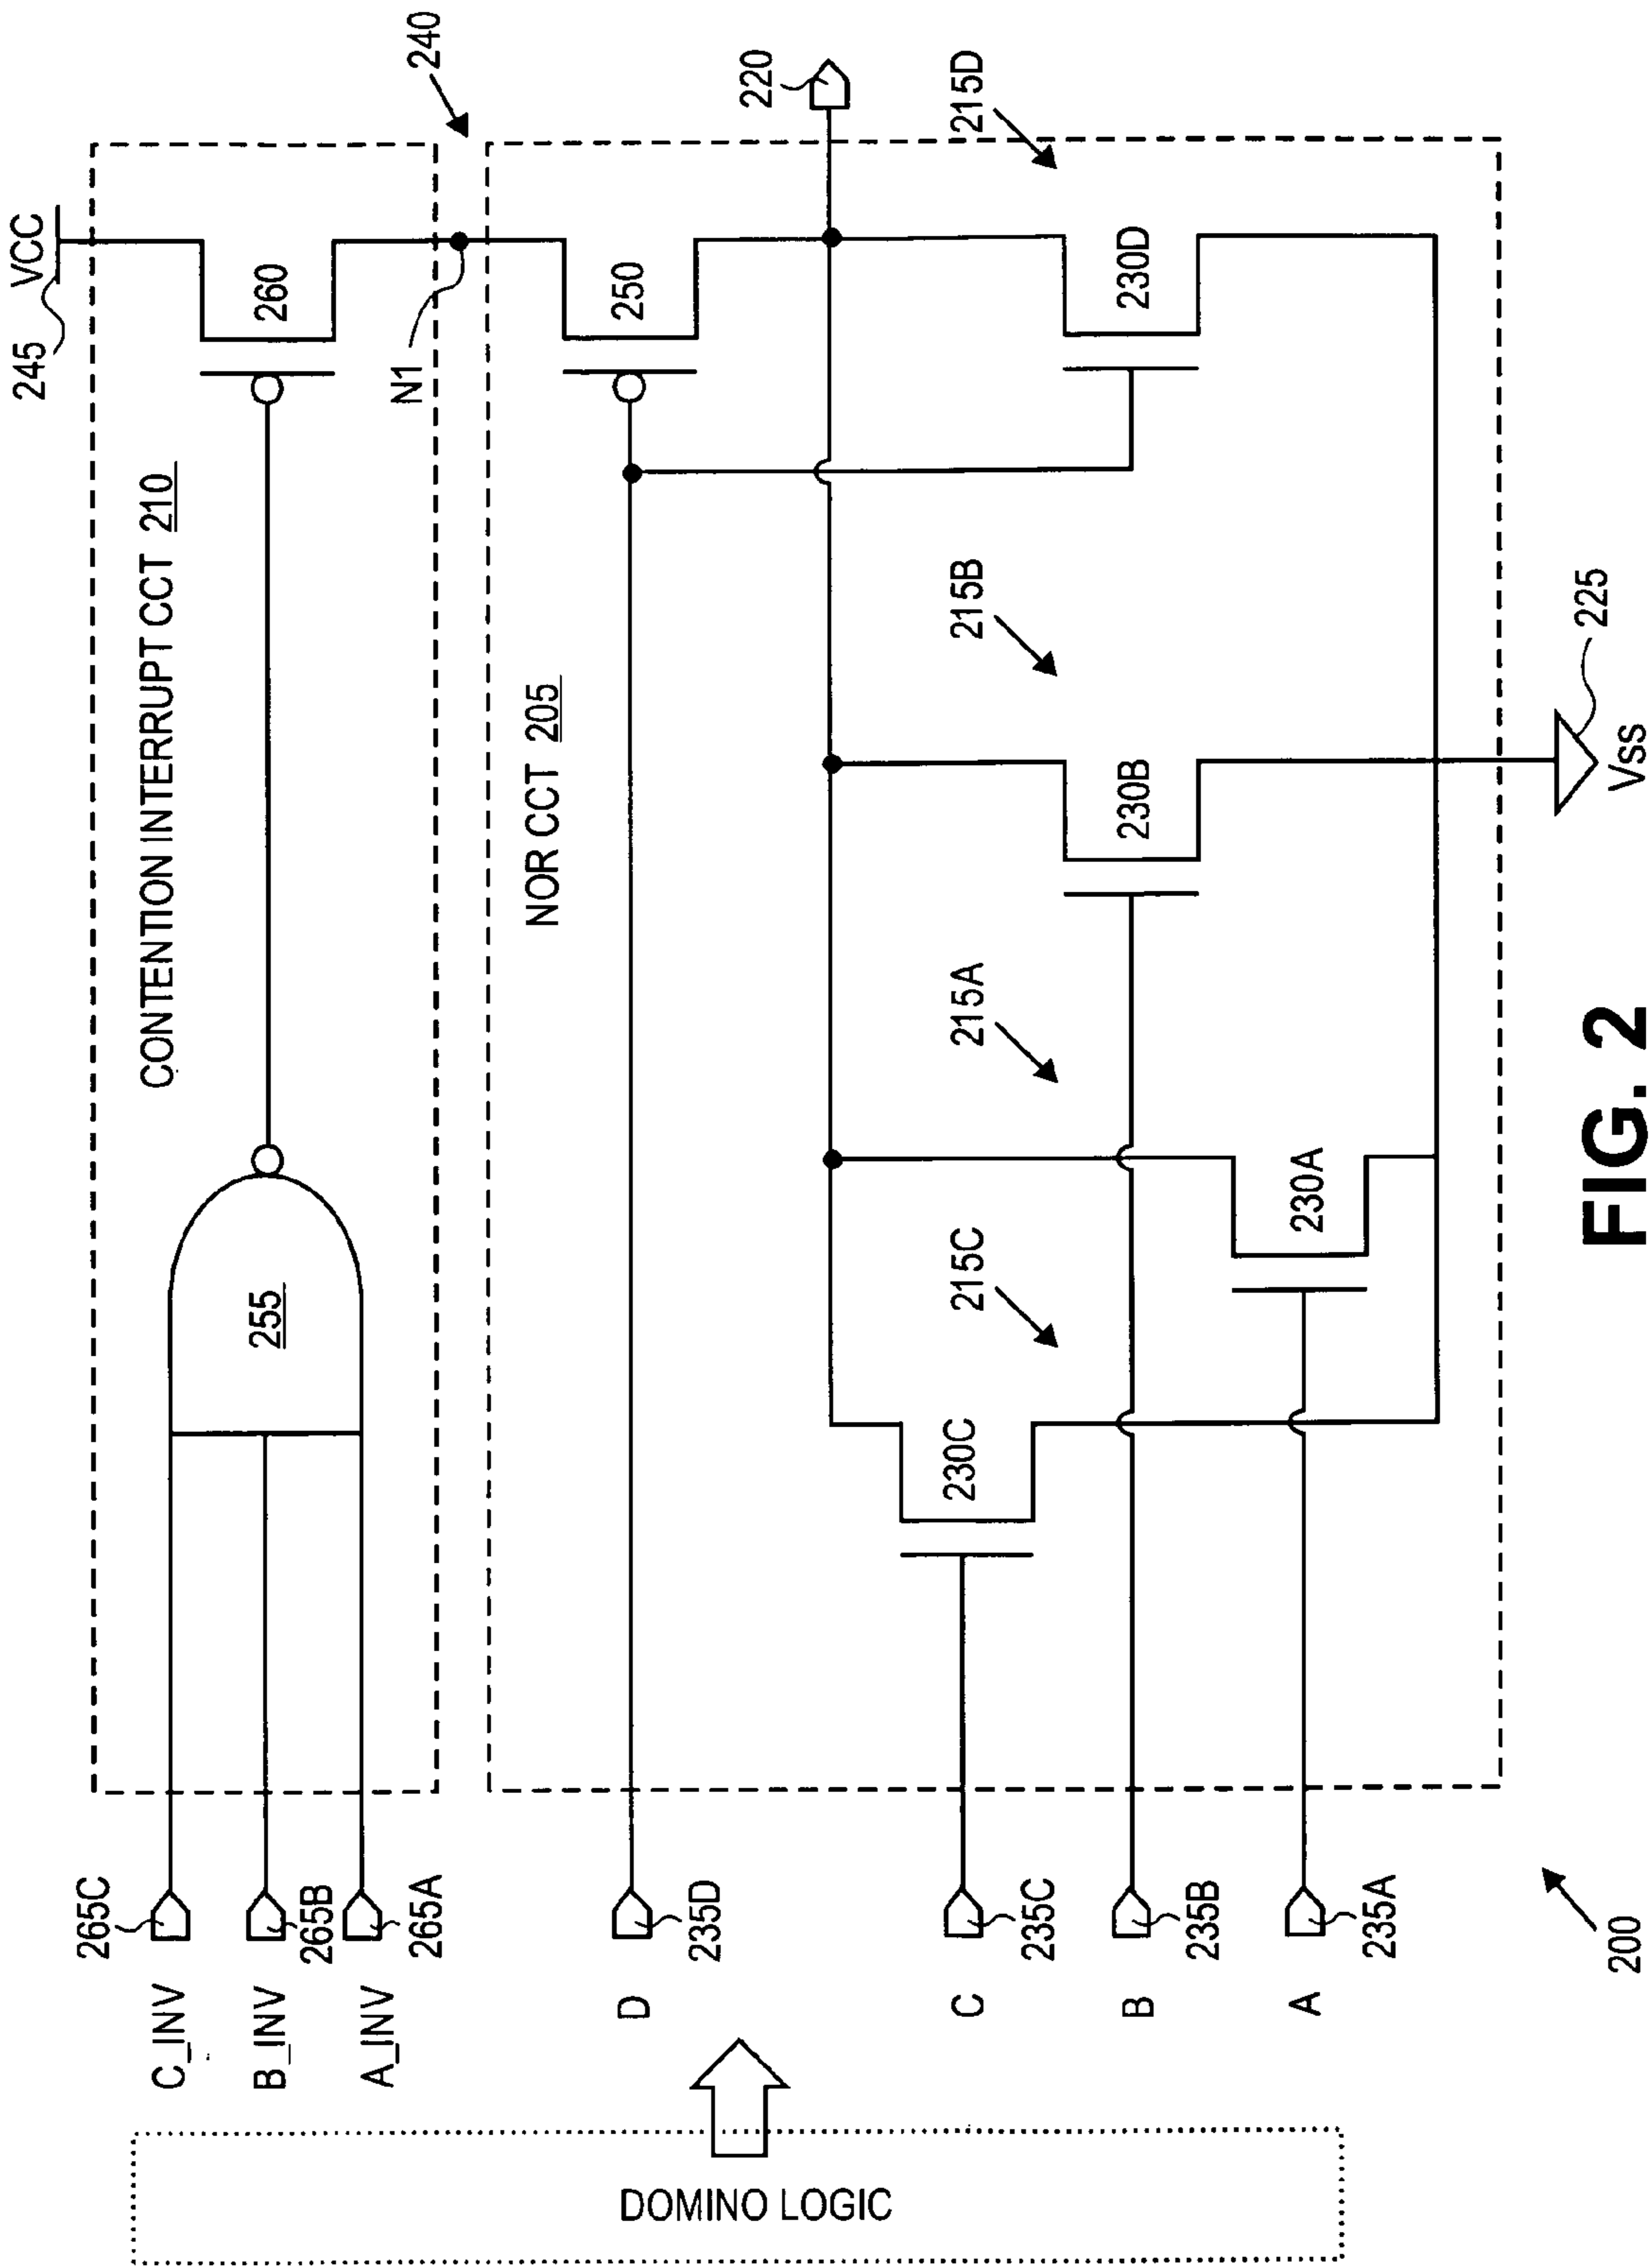 245
VCC
CONTENTION INTERRUPT CCT 210
260
240
N1
265C
C_INV
265B
B_INV
265A
A_INV
255
NOR CCT 205
250
220
D
235D
215D
230D
215B
230B
215A
230A
215C
230C
C
235C
B
235B
A
235A
225
VSS
DOMINO LOGIC
200
FIG. 2